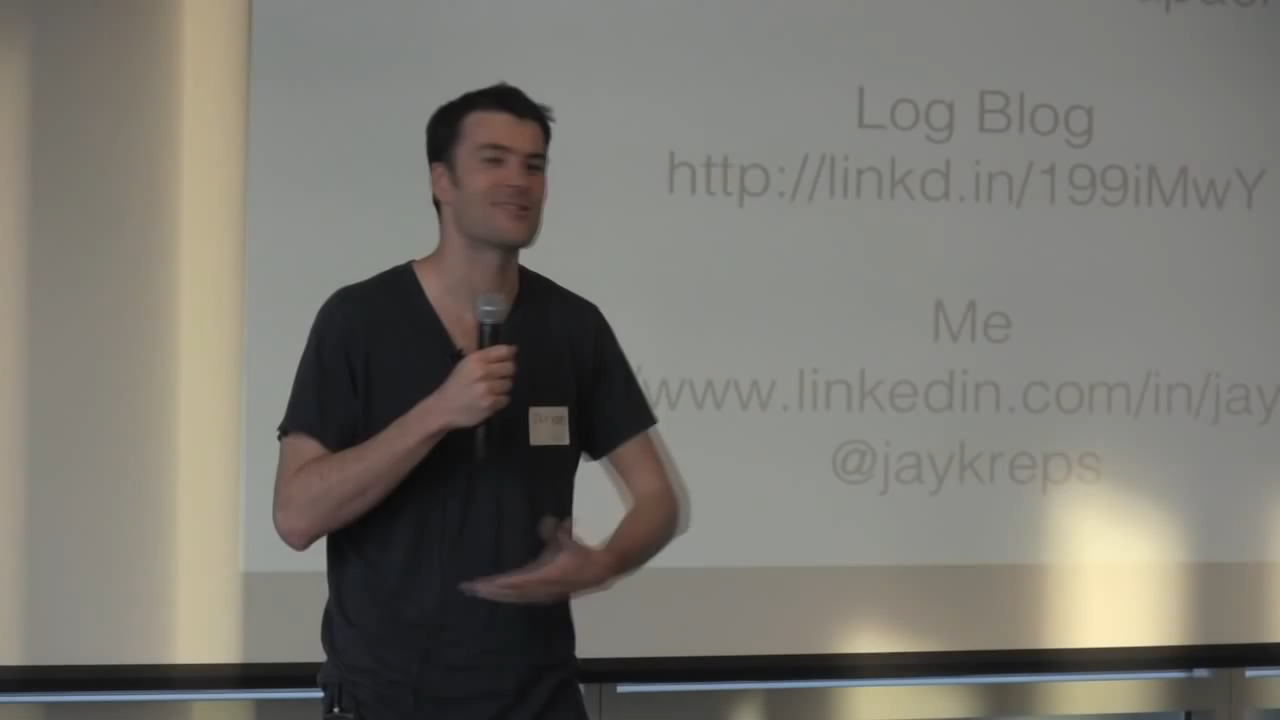 Log Blog
http://linkd.in/199iMwY
Me
www.linkedin.com/in/jay
@jaykreps